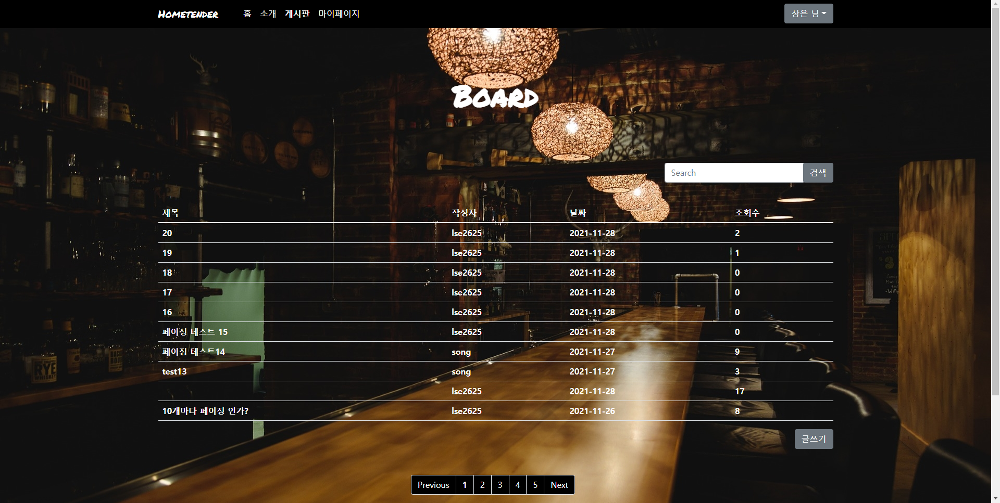 Hometender 홈 소개 게시판 마이페이지 상은 님
Board
Search 검색
제목 작성자 날짜 조회수
20 lse2625 2021-11-28 2
19 lse2625 2021-11-28 1
18 lse2625 2021-11-28 0
17 lse2625 2021-11-28 0
16 lse2625 2021-11-28 0
페이징 테스트 15 lse2625 2021-11-28 0
페이징 테스트14 song 2021-11-27 9
test13 song 2021-11-27 3
lse2625 2021-11-28 17
10개마다 페이징 인가? lse2625 2021-11-26 8
RYE
글쓰기
Previous 1 2 3 4 5 Next